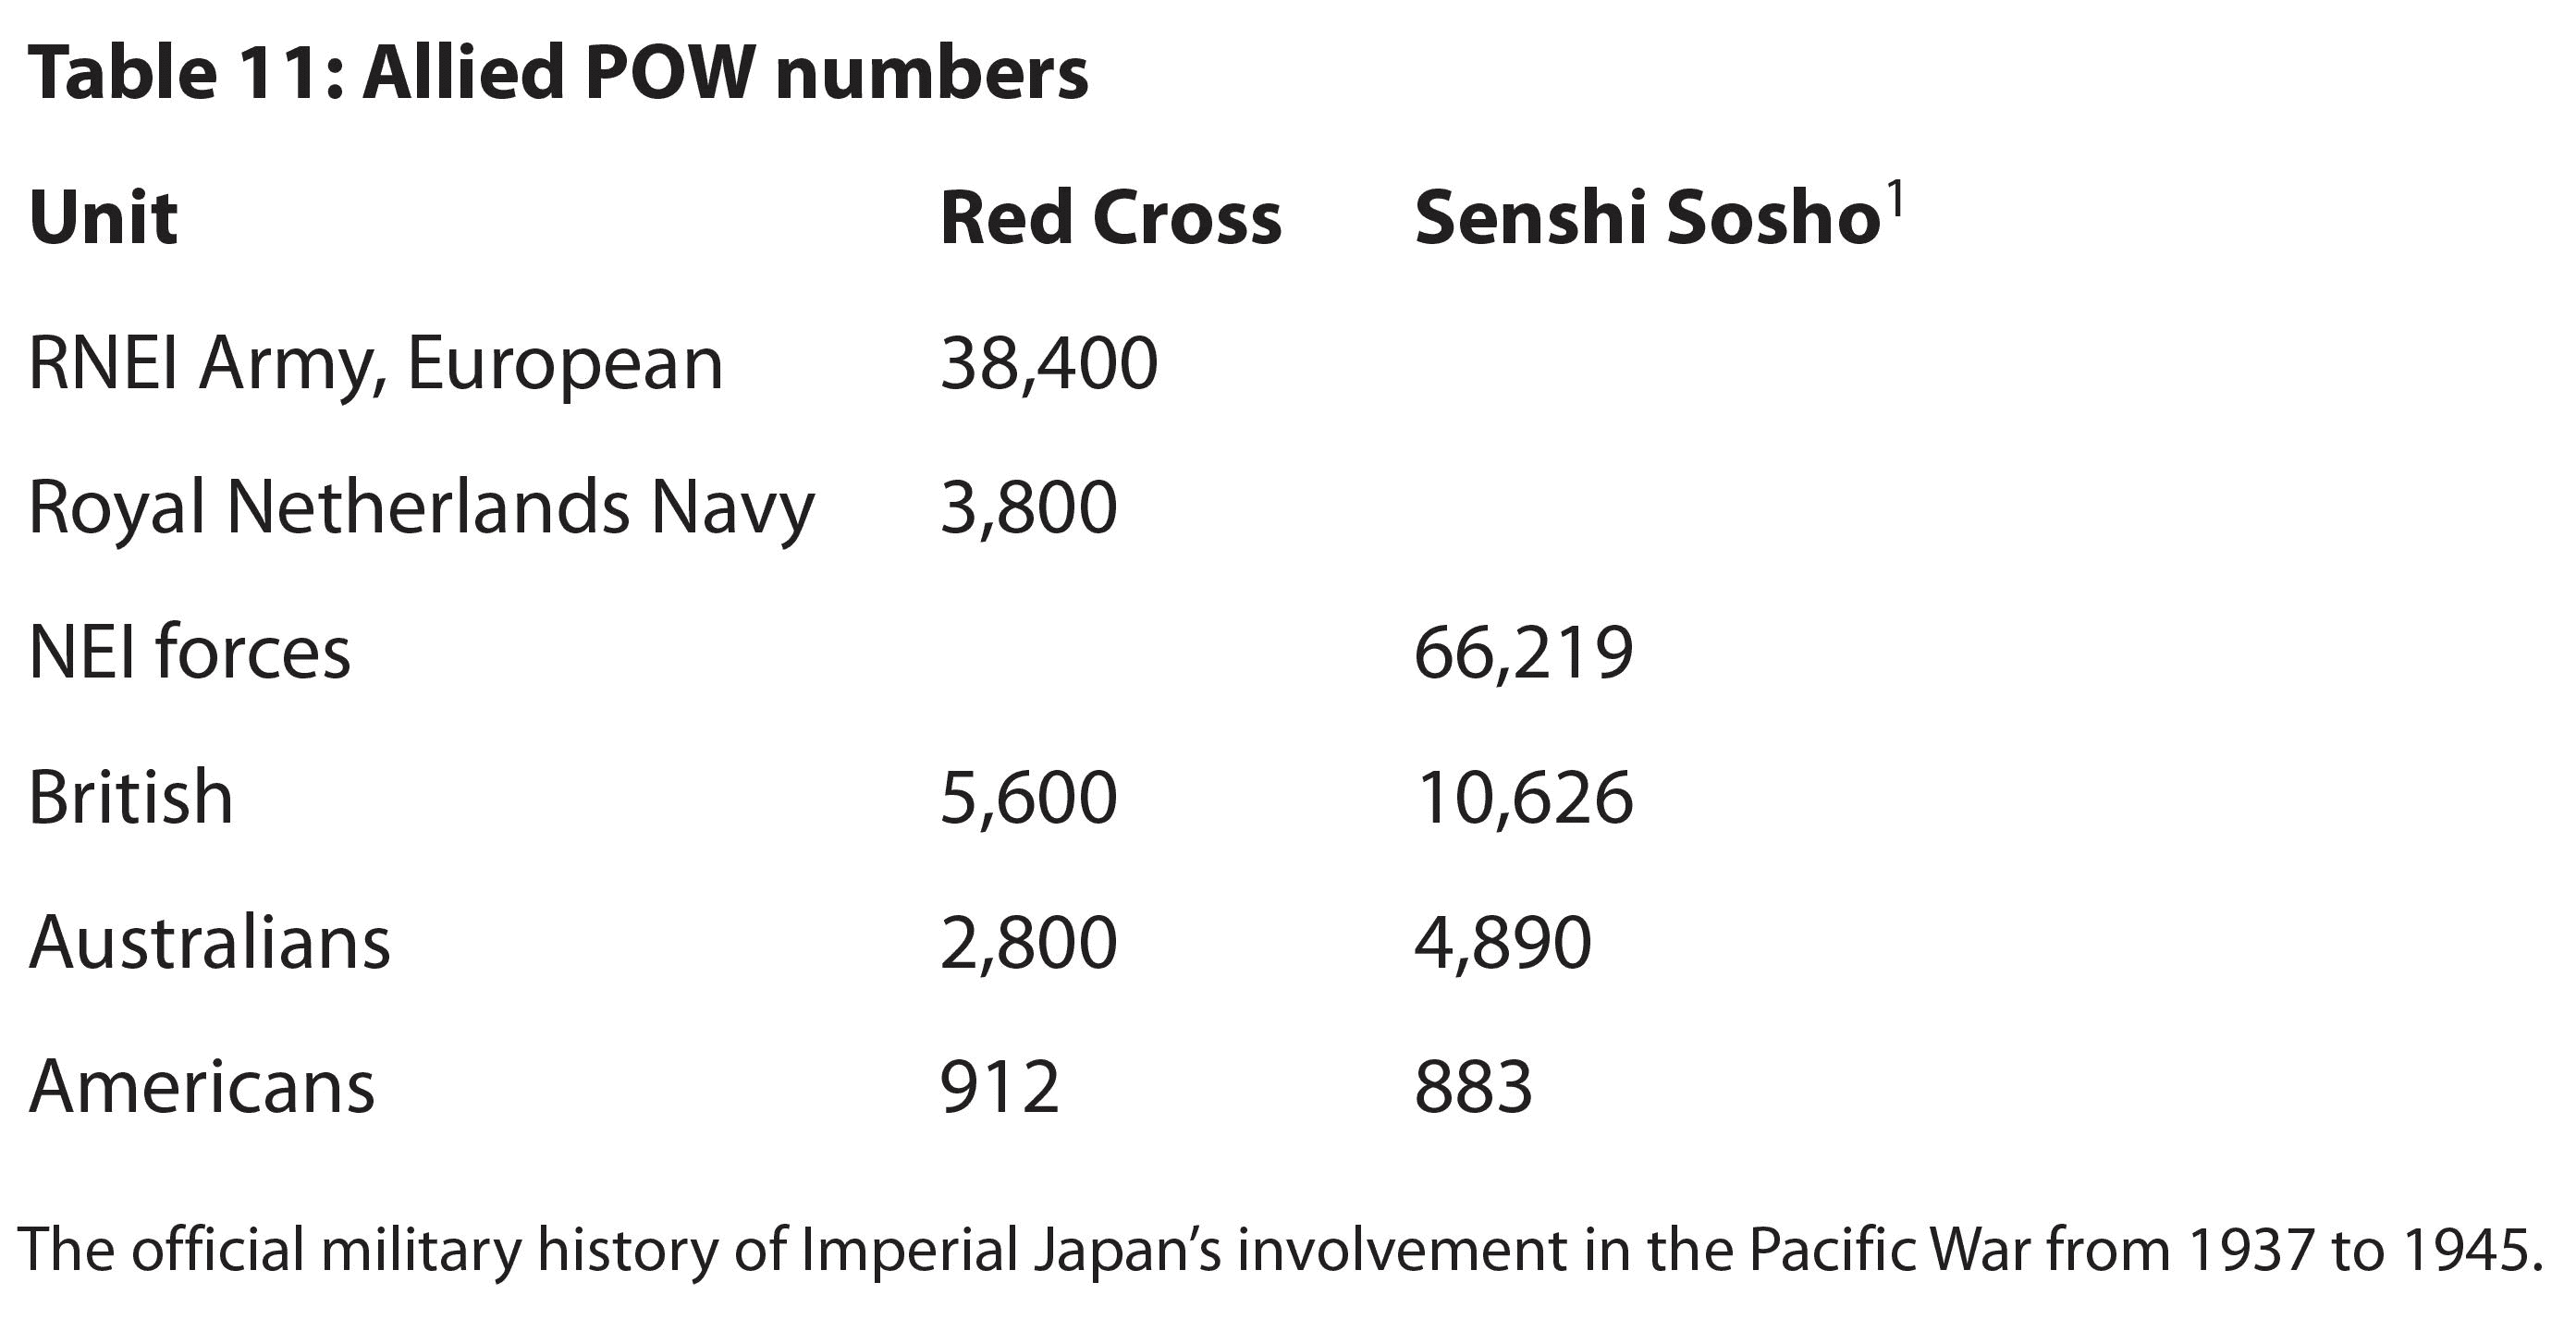 Table 11: Allied POW numbers
Unit Red Cross Senshi Sosho1
RNEI Army, European 38,400
Royal Netherlands Navy 3,800
NEI forces 66,219
British 5,600 10,626
Australians 2,800 4,890
Americans 912 883
The official military history of Imperial Japan’s involvement in the Pacific War from 1937 to 1945.